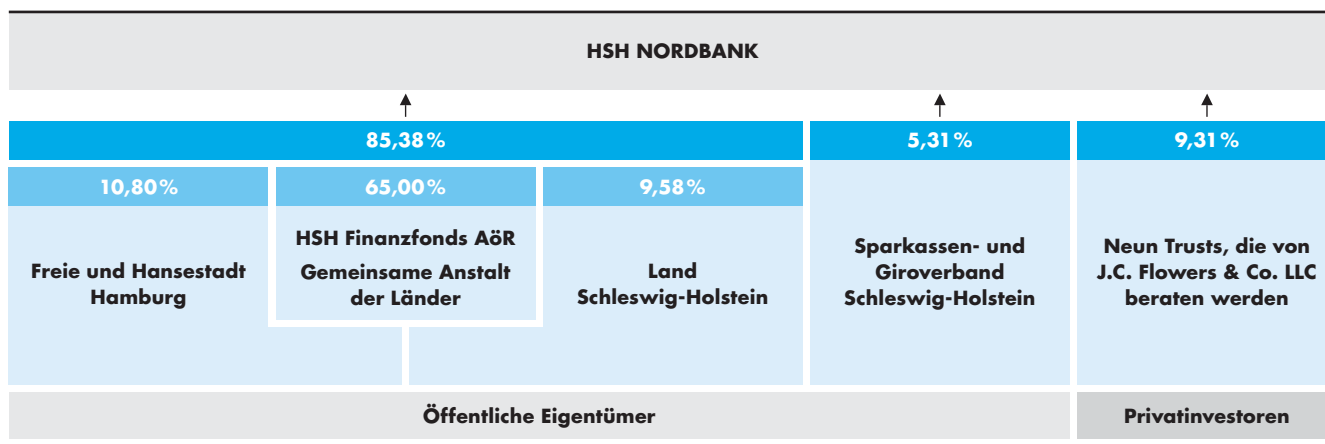 HSH NORDBANK
85,38 %
5,31 %
9,31 %
10,80 %
65,00 %
9,58 %
Freie und Hansestadt
Hamburg
HSH Finanzfonds AöR
Gemeinsame Anstalt
der Länder
Land
Schleswig-Holstein
Sparkassen- und
Giroverband
Schleswig-Holstein
Neun Trusts, die von
J.C. Flowers & Co. LLC
beraten werden
Öffentliche Eigentümer
Privatinvestoren